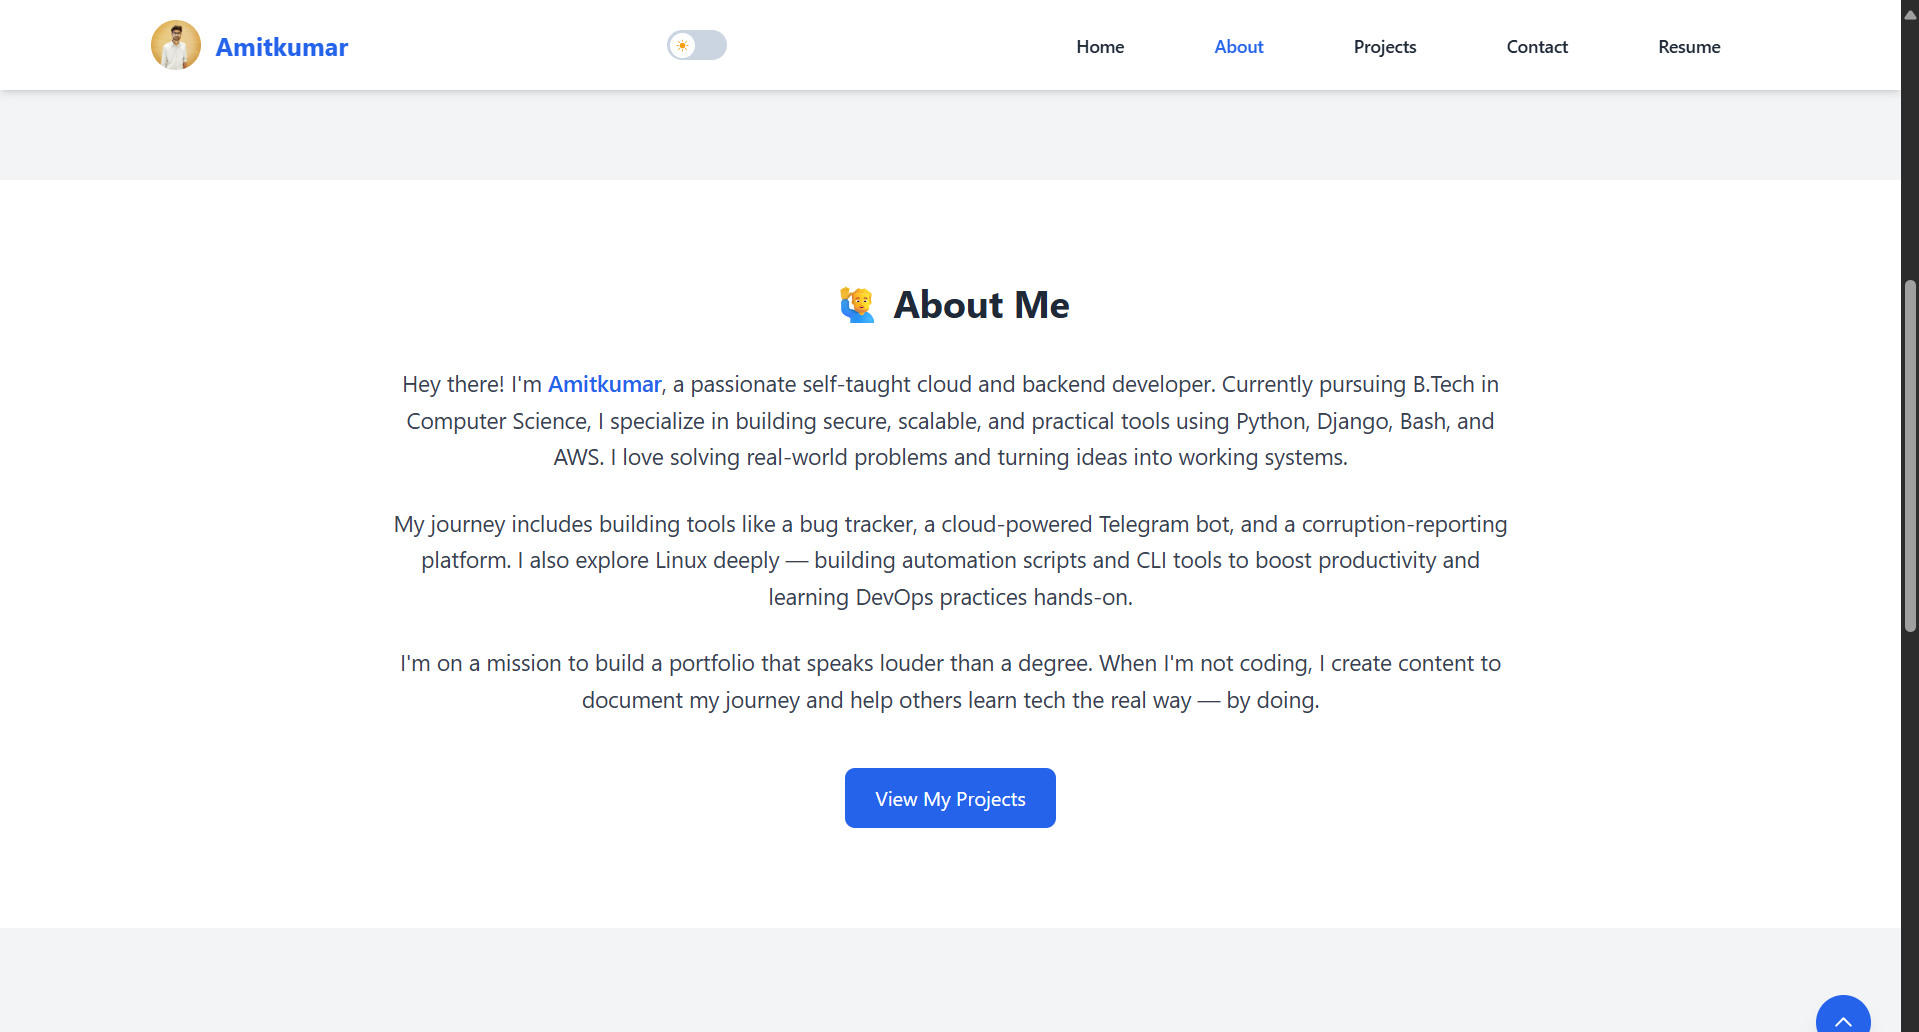 Amitkumar
Home
About
Projects
Contact
Resume
About Me
Hey there! I'm Amitkumar, a passionate self-taught cloud and backend developer. Currently pursuing B.Tech in
Computer Science, I specialize in building secure, scalable, and practical tools using Python, Django, Bash, and
AWS. I love solving real-world problems and turning ideas into working systems.
My journey includes building tools like a bug tracker, a cloud-powered Telegram bot, and a corruption-reporting
platform. I also explore Linux deeply — building automation scripts and CLI tools to boost productivity and
learning DevOps practices hands-on.
I'm on a mission to build a portfolio that speaks louder than a degree. When I'm not coding, I create content to
document my journey and help others learn tech the real way — by doing.
View My Projects